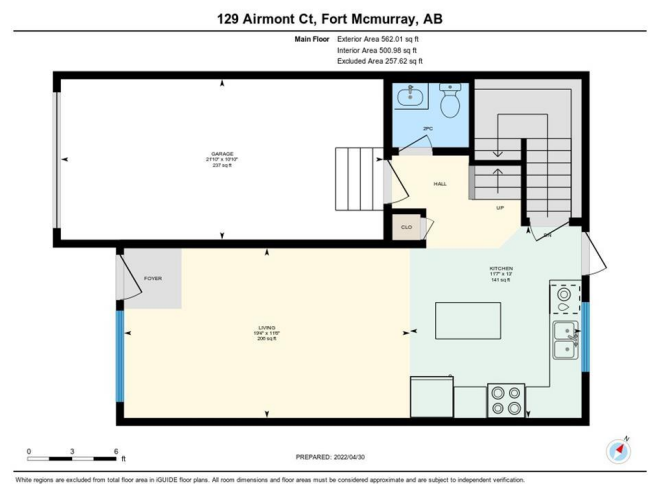 129 Airmont Ct, Fort Mcmurray, AB
Main Floor Exterior Area 562.01 sq ft
Interior Area 500.98 sq ft
Excluded Area 257.62 sq ft
2PC
GARAGE
21'10" x 10'10"
237 sq ft
HALL
UP
CLO
DN
KITCHEN
11'7" x 13'
141 sq ft
FOYER
LIVING
19'4" x 11'6"
206 sq ft
0 3 6
ft
PREPARED: 2022/04/30
N
White regions are excluded from total floor area in iGUIDE floor plans. All room dimensions and floor areas must be considered approximate and are subject to independent verification.